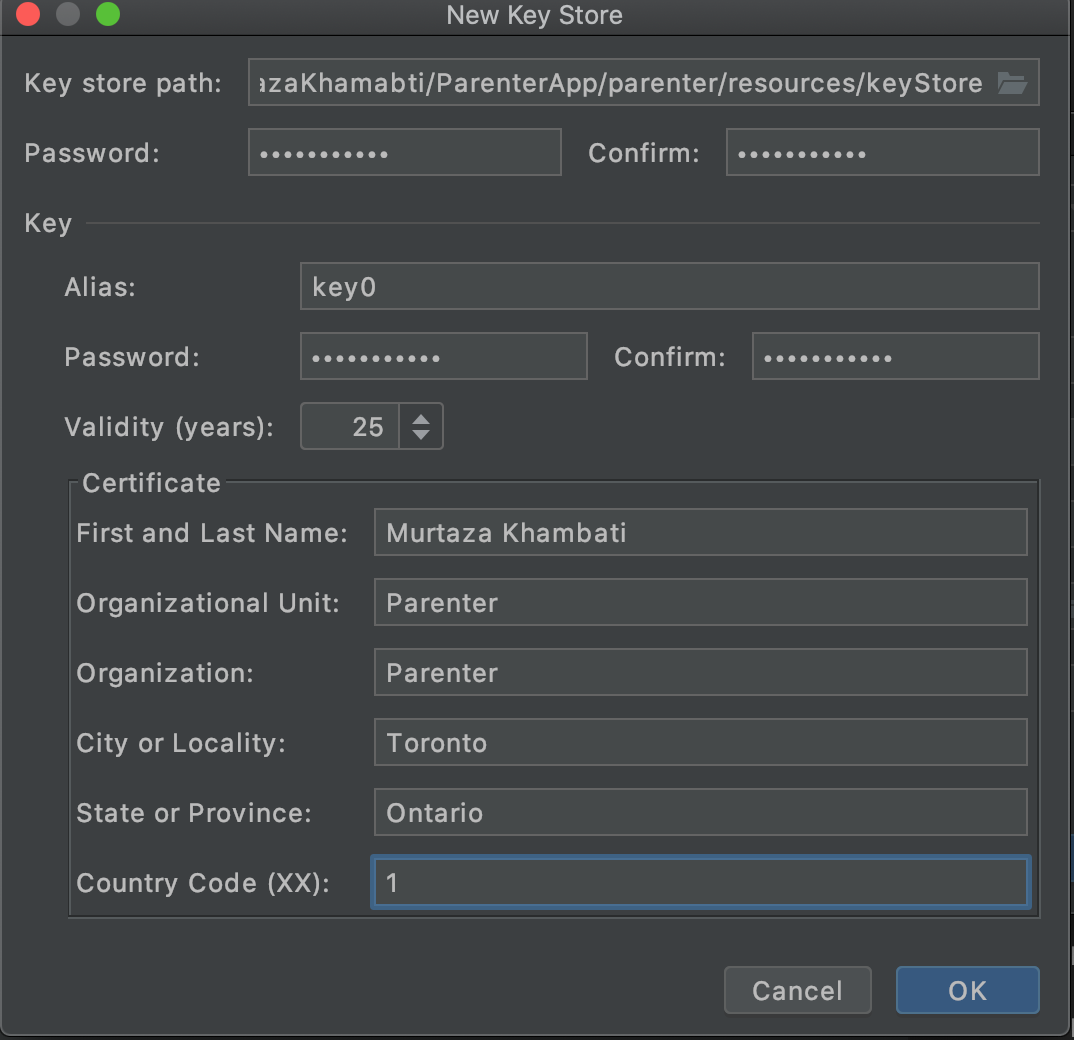 New Key Store
Key store path: azaKhamabti/ParenterApp/parenter/resources/keyStore
Password: ••••••••••• Confirm: •••••••••••
Key
Alias: key0
Password: ••••••••••• Confirm: •••••••••••
Validity (years): 25
Certificate
First and Last Name: Murtaza Khambati
Organizational Unit: Parenter
Organization: Parenter
City or Locality: Toronto
State or Province: Ontario
Country Code (XX): 1
Cancel OK